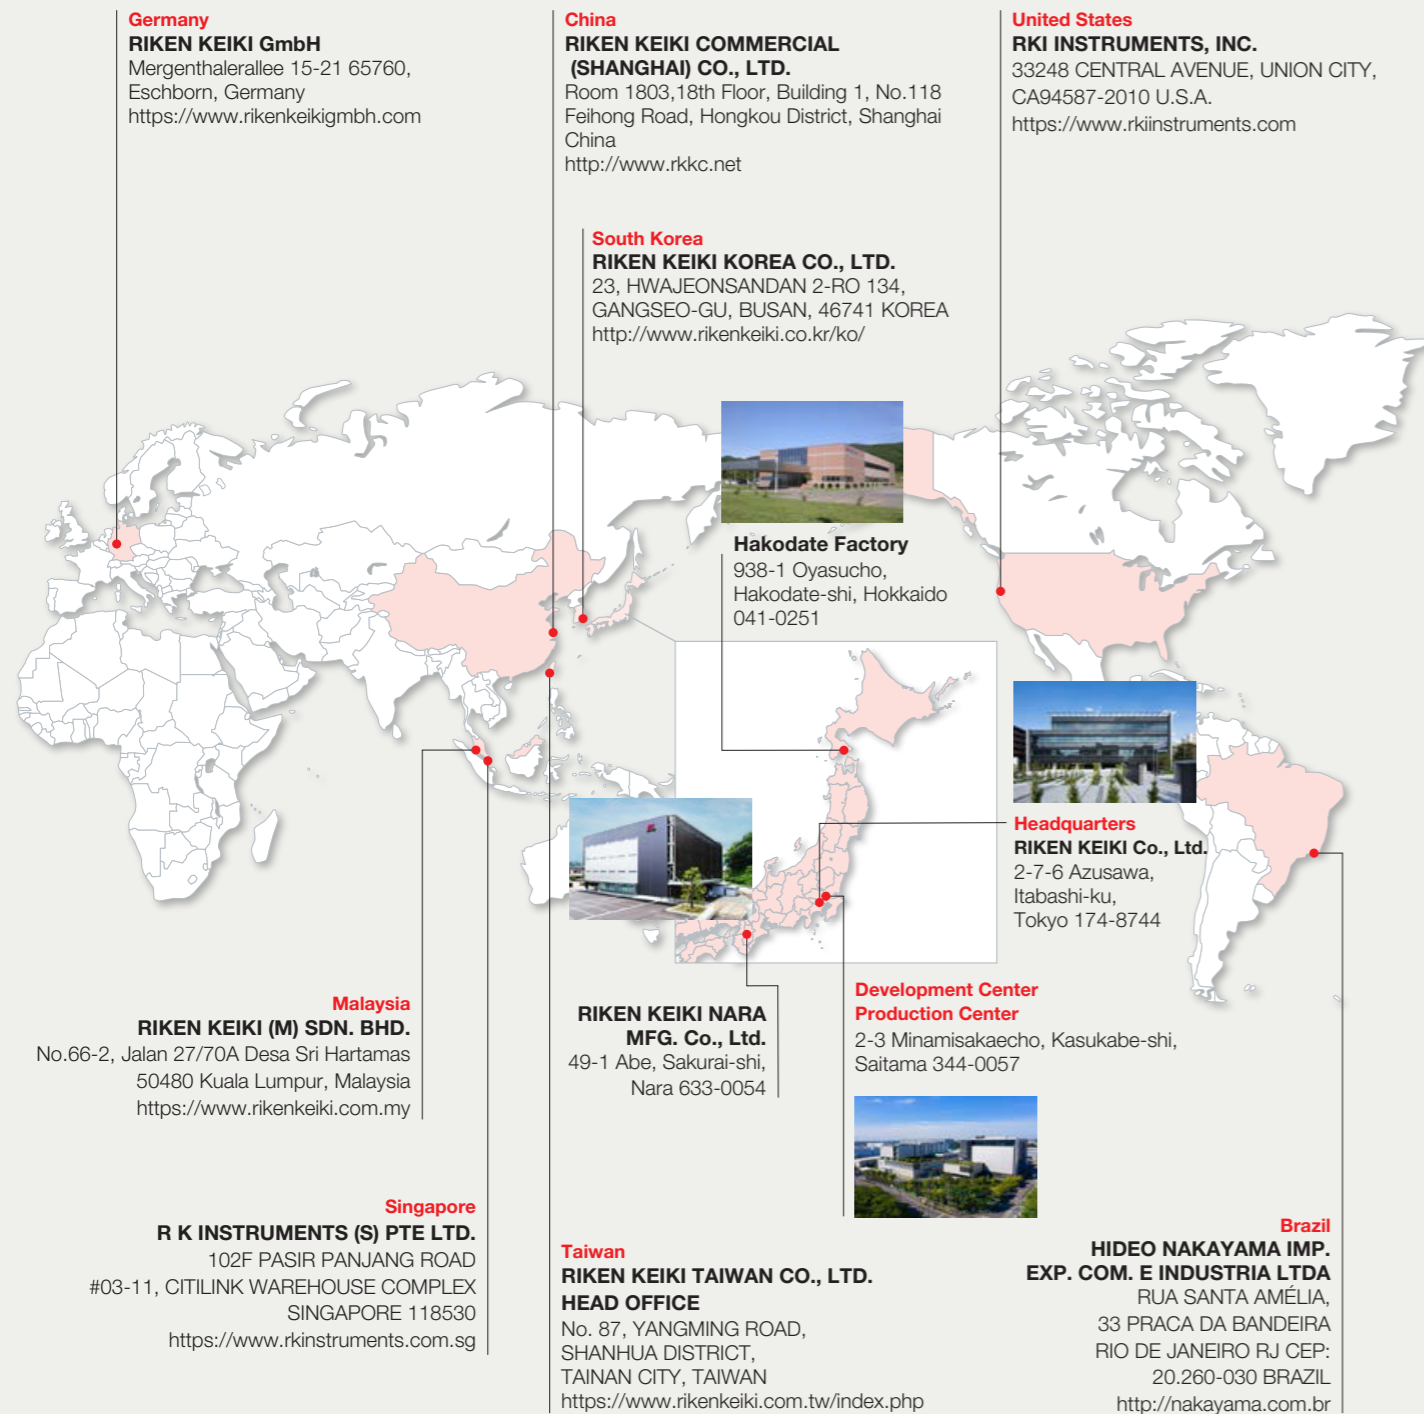 Germany
RIKEN KEIKI GmbH
Mergenthalerallee 15-21 65760,
Eschborn, Germany
https://www.rikenkeikigmbh.com
China
RIKEN KEIKI COMMERCIAL
(SHANGHAI) CO., LTD.
Room 1803,18th Floor, Building 1, No.118
Feihong Road, Hongkou District, Shanghai
China
http://www.rkkc.net
United States
RKI INSTRUMENTS, INC.
33248 CENTRAL AVENUE, UNION CITY,
CA94587-2010 U.S.A.
https://www.rkiinstruments.com
South Korea
RIKEN KEIKI KOREA CO., LTD.
23, HWAJEONSANDAN 2-RO 134,
GANGSEO-GU, BUSAN, 46741 KOREA
http://www.rikenkeiki.co.kr/ko/
Hakodate Factory
938-1 Oyasucho,
Hakodate-shi, Hokkaido
041-0251
Headquarters
RIKEN KEIKI Co., Ltd.
2-7-6 Azusawa,
Itabashi-ku,
Tokyo 174-8744
Malaysia
RIKEN KEIKI (M) SDN. BHD.
No.66-2, Jalan 27/70A Desa Sri Hartamas
50480 Kuala Lumpur, Malaysia
https://www.rikenkeiki.com.my
RIKEN KEIKI NARA
MFG. Co., Ltd.
49-1 Abe, Sakurai-shi,
Nara 633-0054
Development Center
Production Center
2-3 Minamisakaecho, Kasukabe-shi,
Saitama 344-0057
Singapore
R K INSTRUMENTS (S) PTE LTD.
102F PASIR PANJANG ROAD
#03-11, CITILINK WAREHOUSE COMPLEX
SINGAPORE 118530
https://www.rkinstruments.com.sg
Taiwan
RIKEN KEIKI TAIWAN CO., LTD.
HEAD OFFICE
No. 87, YANGMING ROAD,
SHANHUA DISTRICT,
TAINAN CITY, TAIWAN
https://www.rikenkeiki.com.tw/index.php
Brazil
HIDEO NAKAYAMA IMP.
EXP. COM. E INDUSTRIA LTDA
RUA SANTA AMÉLIA,
33 PRACA DA BANDEIRA
RIO DE JANEIRO RJ CEP:
20.260-030 BRAZIL
http://nakayama.com.br